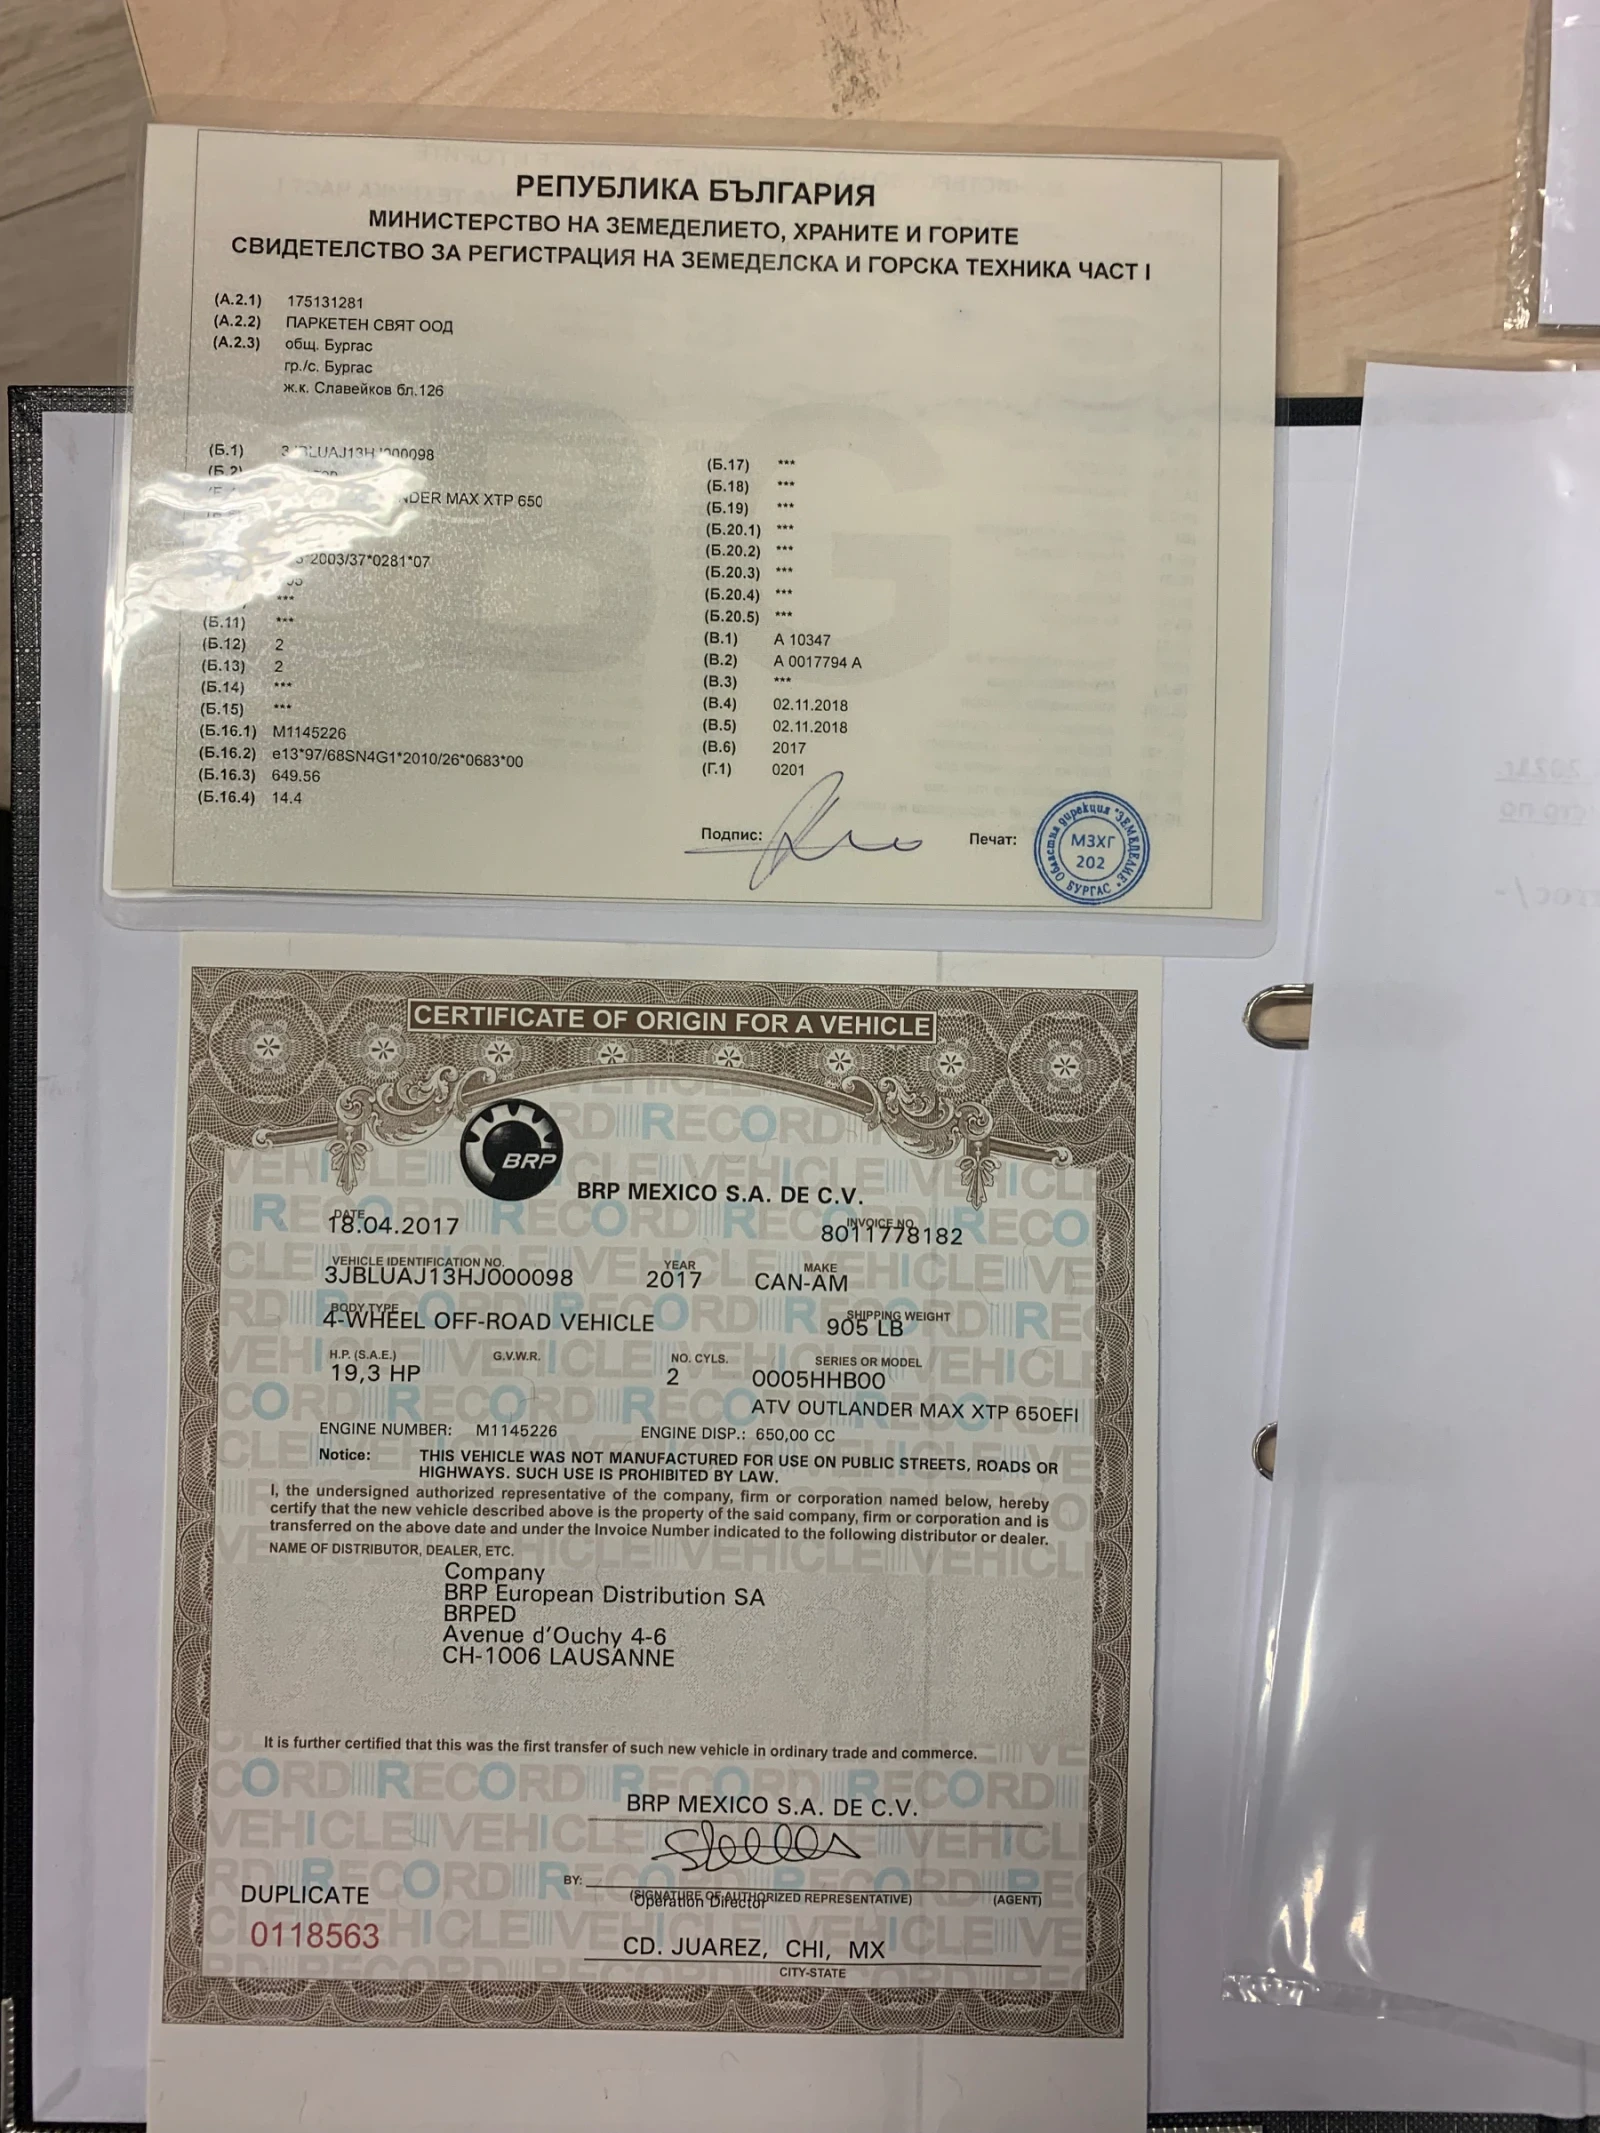 РЕПУБЛИКА БЪЛГАРИЯ
МИНИСТЕРСТВО НА ЗЕМЕДЕЛИЕТО, ХРАНИТЕ И ГОРИТЕ
СВИДЕТЕЛСТВО ЗА РЕГИСТРАЦИЯ НА ЗЕМЕДЕЛСКА И ГОРСКА ТЕХНИКА ЧАСТ I
(А.2.1) 175131281
(А.2.2) ПАРКЕТЕН СВЯТ ООД
(А.2.3) общ. Бургас
гр./с. Бургас
ж.к. Славейков бл.126
(Б.1)
(Б.2)
MAX XTP 650
2003/37*0281*07
***
(Б.11) ***
(Б.12) 2
(Б.13) 2
(Б.14) ***
(Б.15) ***
(Б.16.1) M1145226
(Б.16.2) e13*97/68SN4G1*2010/26*0683*00
(Б.16.3) 649.56
(Б.16.4) 14.4
(Б.17) ***
(Б.18) ***
(Б.19) ***
(Б.20.1) ***
(Б.20.2) ***
(Б.20.3) ***
(Б.20.4) ***
(Б.20.5) ***
(В.1) А 10347
(В.2) А 0017794 А
(В.3) ***
(В.4) 02.11.2018
(В.5) 02.11.2018
(В.6) 2017
(Г.1) 0201
Подпис: Печат:
Областна дирекция "ЗЕМЕДЕЛИЕ"
МЗХГ
202
БУРГАС
CERTIFICATE OF ORIGIN FOR A VEHICLE
BRP
BRP MEXICO S.A. DE C.V.
DATE INVOICE NO.
18.04.2017 8011778182
VEHICLE IDENTIFICATION NO. YEAR MAKE
3JBLUAJ13HJ000098 2017 CAN-AM
BODY TYPE SHIPPING WEIGHT
4-WHEEL OFF-ROAD VEHICLE 905 LB
H.P. (S.A.E.) G.V.W.R. NO. CYLS. SERIES OR MODEL
19,3 HP 2 0005HHB00
ATV OUTLANDER MAX XTP 650EFI
ENGINE NUMBER: M1145226 ENGINE DISP.: 650,00 CC
Notice: THIS VEHICLE WAS NOT MANUFACTURED FOR USE ON PUBLIC STREETS, ROADS OR
HIGHWAYS. SUCH USE IS PROHIBITED BY LAW.
I, the undersigned authorized representative of the company, firm or corporation named below, hereby
certify that the new vehicle described above is the property of the said company, firm or corporation and is
transferred on the above date and under the Invoice Number indicated to the following distributor or dealer.
NAME OF DISTRIBUTOR, DEALER, ETC.
Company
BRP European Distribution SA
BRPED
Avenue d'Ouchy 4-6
CH-1006 LAUSANNE
It is further certified that this was the first transfer of such new vehicle in ordinary trade and commerce.
BRP MEXICO S.A. DE C.V.
BY:
(SIGNATURE OF AUTHORIZED REPRESENTATIVE) (AGENT)
Operation Director
DUPLICATE
0118563
CD. JUAREZ, CHI, MX
CITY-STATE